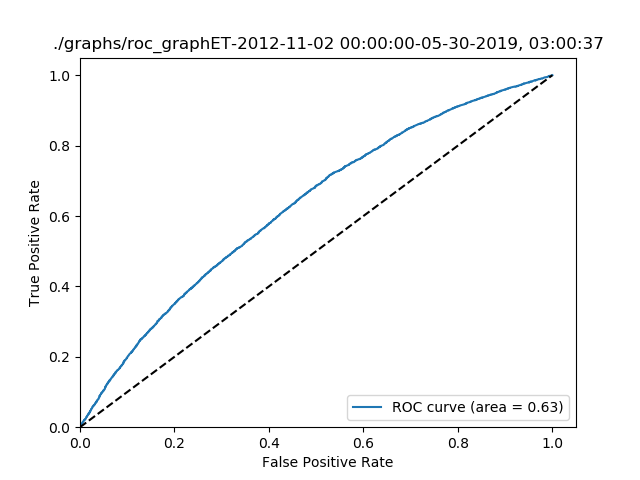 ./graphs/roc_graphET-2012-11-02 00:00:00-05-30-2019, 03:00:37
1.0
0.8
0.6
0.4
0.2
0.0
True Positive Rate
ROC curve (area = 0.63)
0.0 0.2 0.4 0.6 0.8 1.0
False Positive Rate